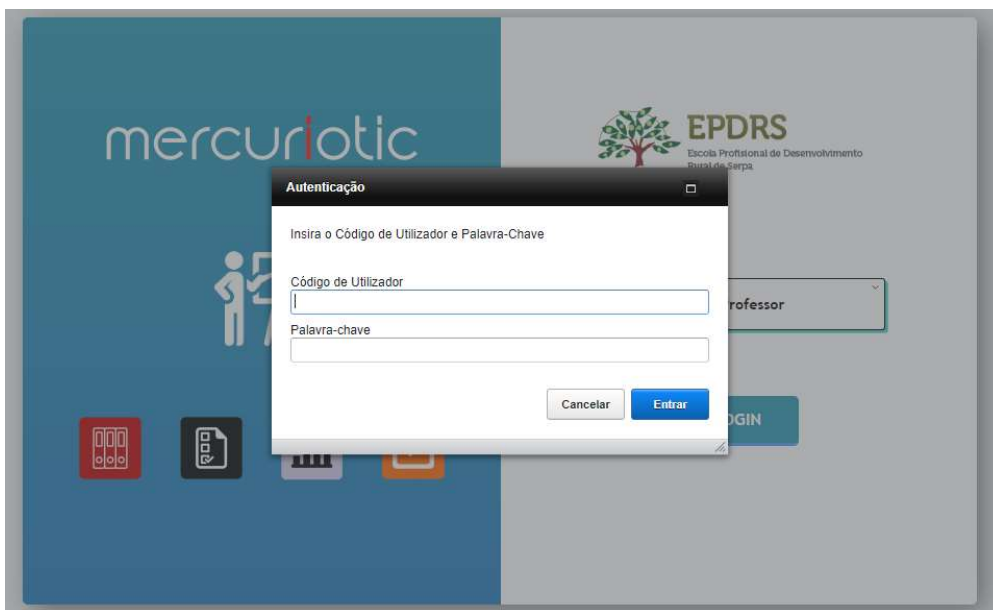 mercuriotic
EPDRS
Escola Profissional de Desenvolvimento
Rural de Serpa
Autenticação
Insira o Código de Utilizador e Palavra-Chave
Código de Utilizador
Palavra-chave
Cancelar
Entrar
rofessor
OGIN